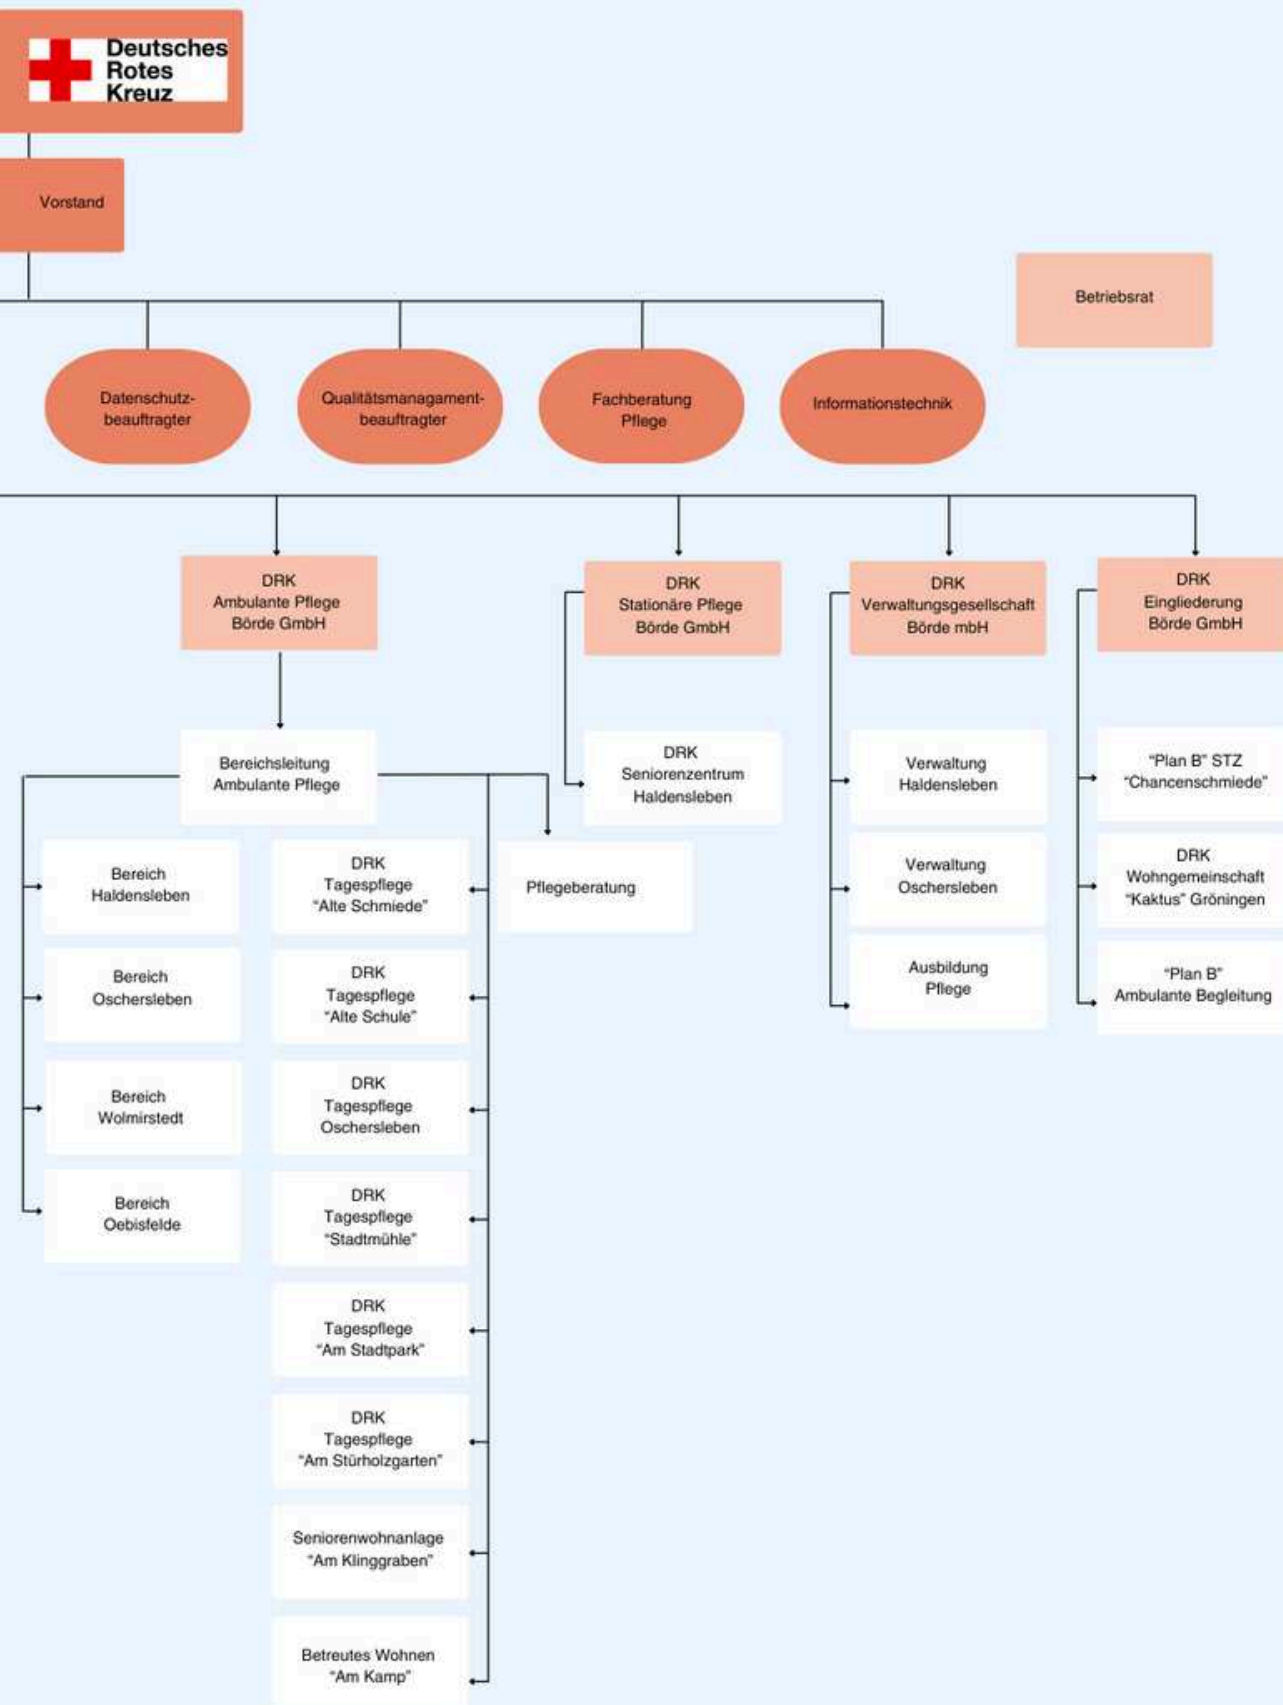 Deutsches
Rotes
Kreuz
Vorstand
Betriebsrat
Datenschutz-
beauftragter
Qualitätsmanagament-
beauftragter
Fachberatung
Pflege
Informationstechnik
DRK
Ambulante Pflege
Börde GmbH
DRK
Stationäre Pflege
Börde GmbH
DRK
Verwaltungsgesellschaft
Börde mbH
DRK
Eingliederung
Börde GmbH
Bereichsleitung
Ambulante Pflege
Bereich
Haldensleben
Bereich
Oschersleben
Bereich
Wolmirstedt
Bereich
Oebisfelde
DRK
Tagespflege
“Alte Schmiede”
DRK
Tagespflege
“Alte Schule”
DRK
Tagespflege
Oschersleben
DRK
Tagespflege
“Stadtmühle”
DRK
Tagespflege
“Am Stadtpark”
DRK
Tagespflege
“Am Stürholzgarten”
Seniorenwohnanlage
“Am Klinggraben”
Betreutes Wohnen
“Am Kamp”
Pflegeberatung
DRK
Seniorenzentrum
Haldensleben
Verwaltung
Haldensleben
Verwaltung
Oschersleben
Ausbildung
Pflege
“Plan B” STZ
“Chancenschmiede”
DRK
Wohngemeinschaft
“Kaktus” Gröningen
“Plan B”
Ambulante Begleitung